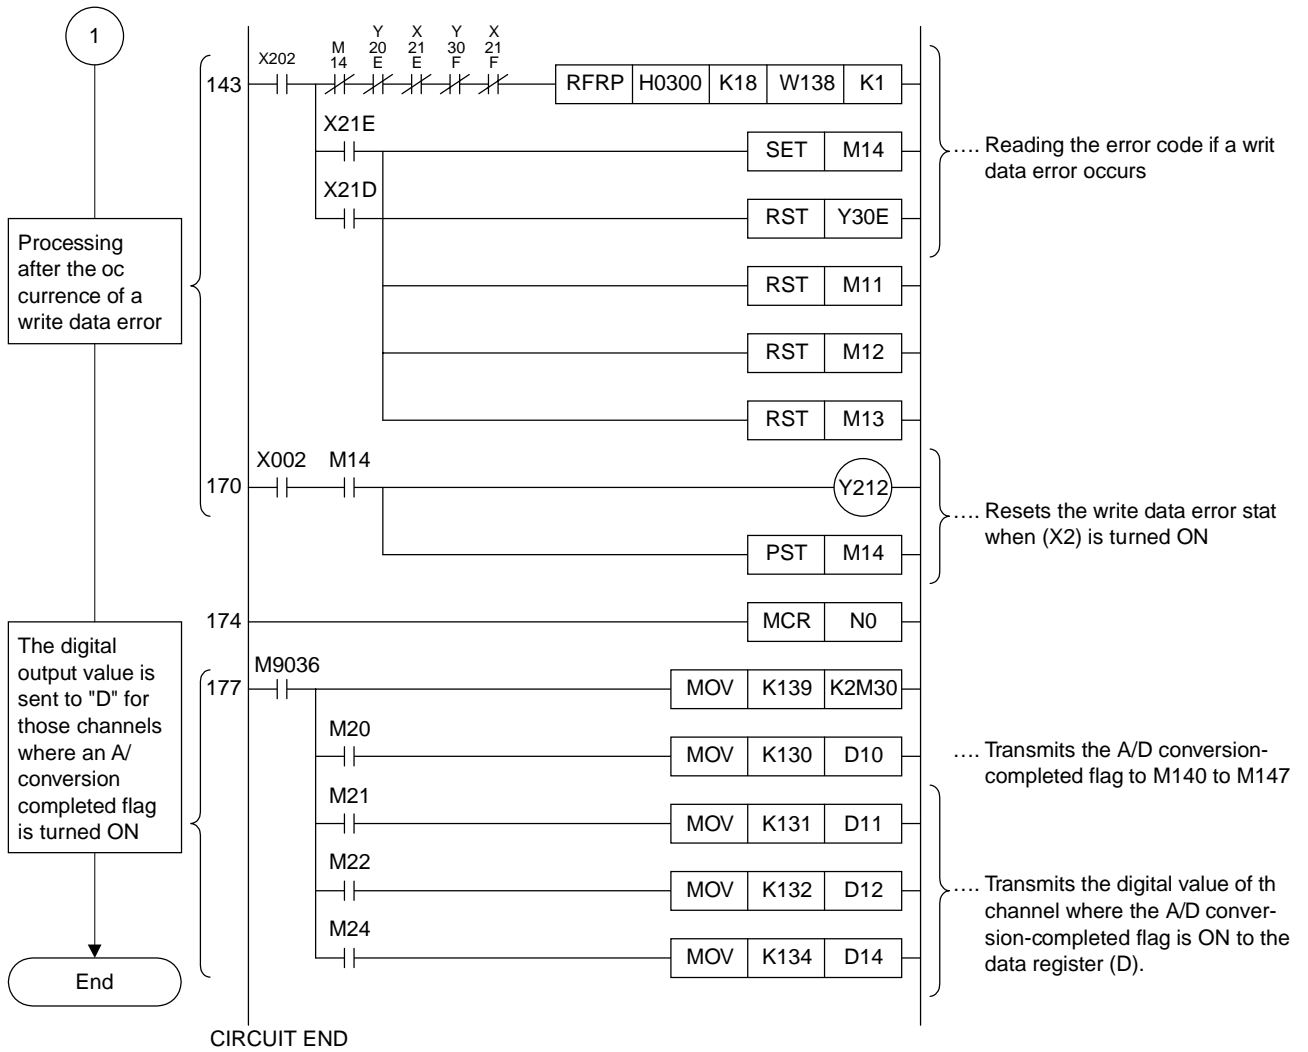 1
X202
M
14
Y
20
E
X
21
E
Y
30
F
X
21
F
143
RFRP H0300 K18 W138 K1
X21E
SET M14
X21D
RST Y30E
RST M11
RST M12
RST M13
.... Reading the error code if a writ
data error occurs
Processing
after the oc
currence of a
write data error
X002 M14
170
Y212
PST M14
.... Resets the write data error stat
when (X2) is turned ON
174
MCR N0
The digital
output value is
sent to "D" for
those channels
where an A/
conversion
completed flag
is turned ON
M9036
177
MOV K139 K2M30
M20
MOV K130 D10
.... Transmits the A/D conversion-
completed flag to M140 to M147
M21
MOV K131 D11
M22
MOV K132 D12
M24
MOV K134 D14
.... Transmits the digital value of th
channel where the A/D conver-
sion-completed flag is ON to the
data register (D).
End
CIRCUIT END